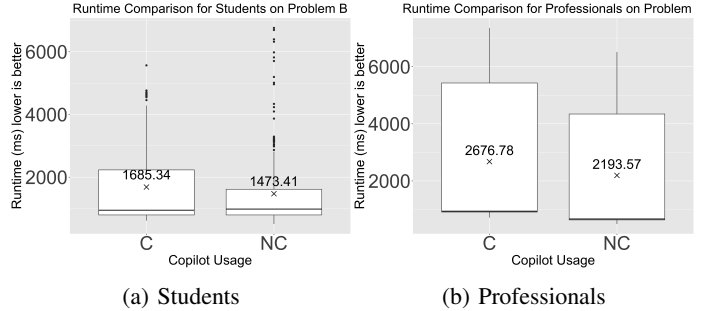 Runtime Comparison for Students on Problem B
Runtime (ms) lower is better
6000
4000
2000
1685.34
1473.41
C
NC
Copilot Usage
(a) Students
Runtime Comparison for Professionals on Problem
Runtime (ms) lower is better
6000
4000
2000
2676.78
2193.57
C
NC
Copilot Usage
(b) Professionals